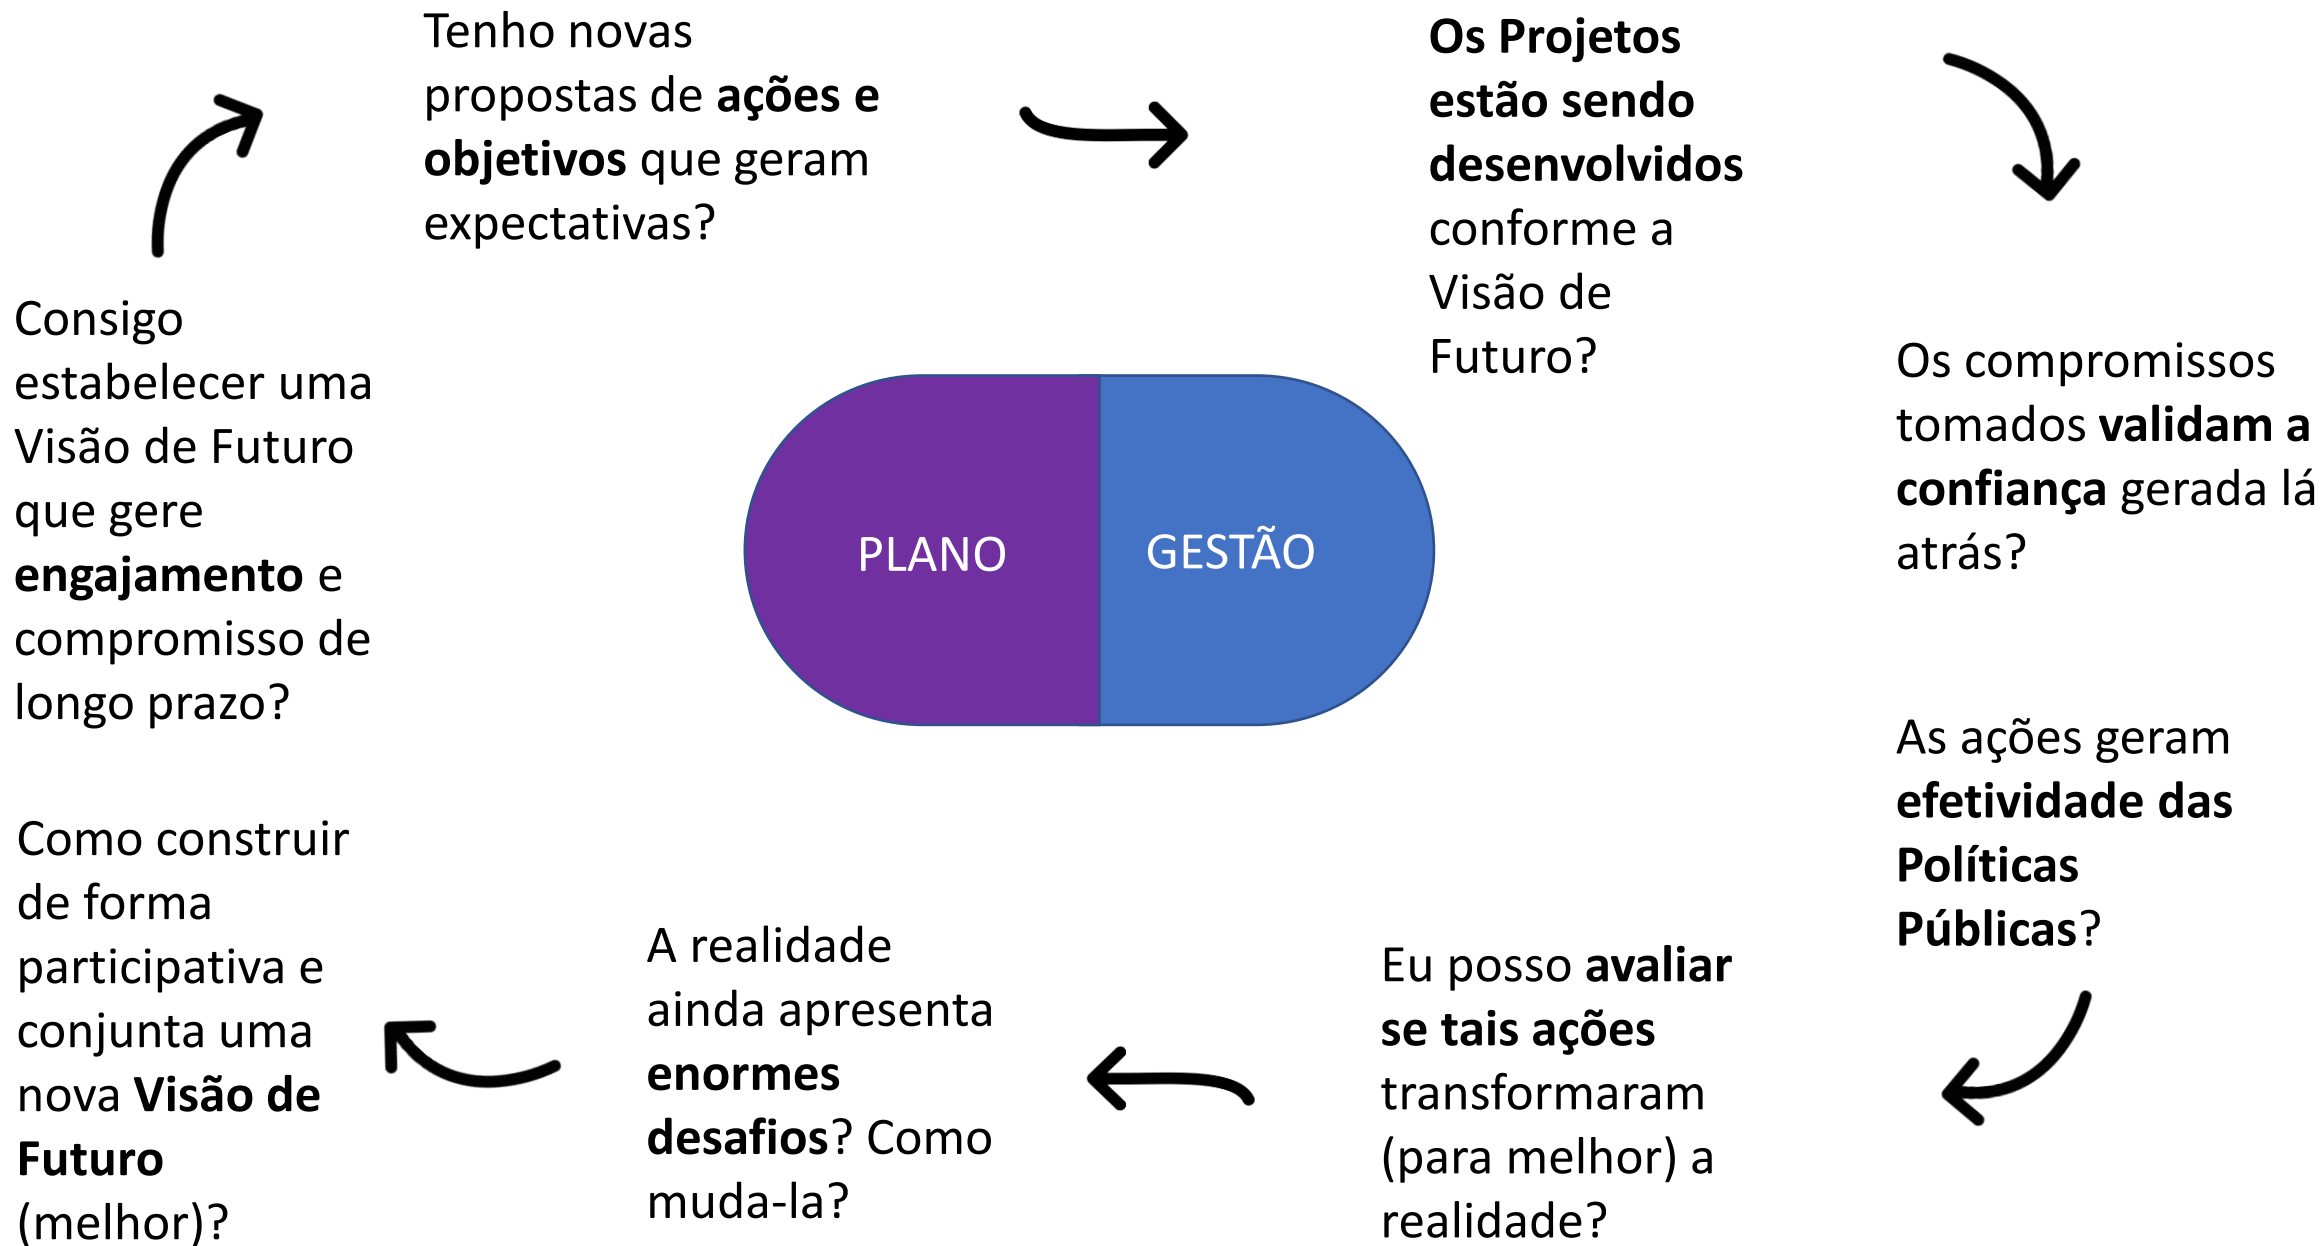 Tenho novas
propostas de ações e
objetivos que geram
expectativas?
Os Projetos
estão sendo
desenvolvidos
conforme a
Visão de
Futuro?
Os compromissos
tomados validam a
confiança gerada lá
atrás?
As ações geram
efetividade das
Políticas
Públicas?
Eu posso avaliar
se tais ações
transformaram
(para melhor) a
realidade?
A realidade
ainda apresenta
enormes
desafios? Como
muda-la?
Como construir
de forma
participativa e
conjunta uma
nova Visão de
Futuro
(melhor)?
Consigo
estabelecer uma
Visão de Futuro
que gere
engajamento e
compromisso de
longo prazo?
PLANO
GESTÃO